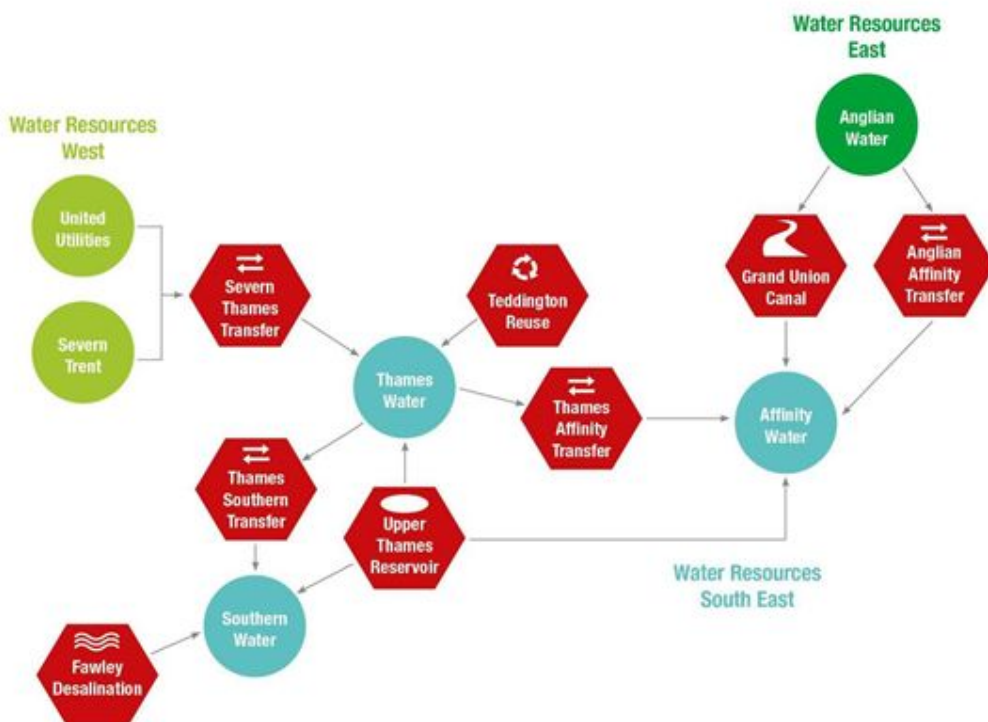 Water Resources
East
Anglian
Water
Water Resources
West
United
Utilities
Severn
Trent
Severn
Thames
Transfer
Teddington
Reuse
Grand Union
Canal
Anglian
Affinity
Transfer
Thames
Water
Thames
Affinity
Transfer
Affinity
Water
Thames
Southern
Transfer
Upper
Thames
Reservoir
Water Resources
South East
Southern
Water
Fawley
Desalination